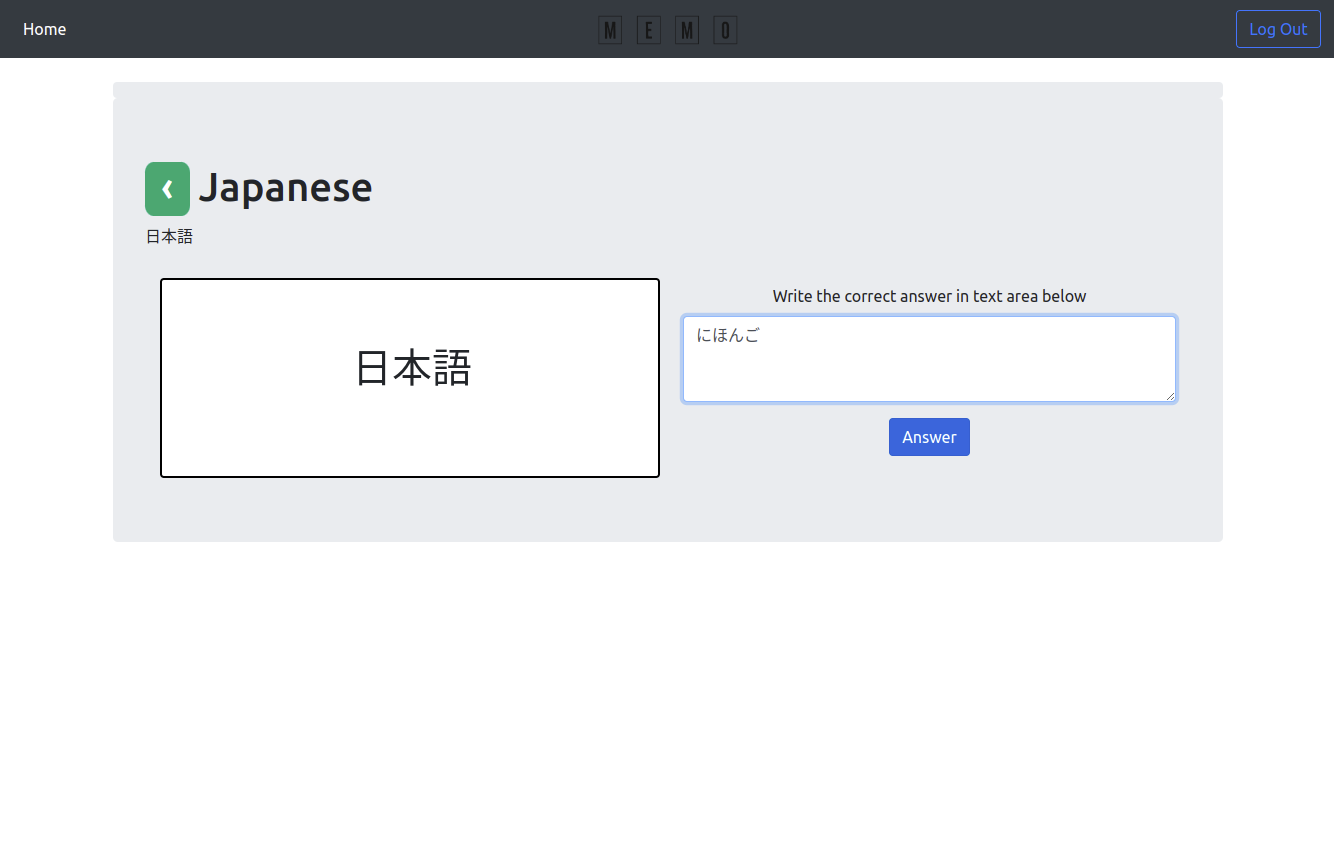 Home
M E M O
Log Out
‹ Japanese
日本語
日本語
Write the correct answer in text area below
にほんご
Answer